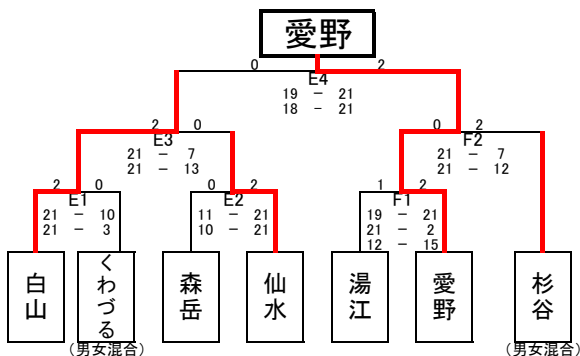 愛野
0 2
E4
19 － 21
18 － 21
2 0
E3
21 － 7
21 － 13
0 2
F2
21 － 7
21 － 12
2 0
E1
21 － 10
21 － 3
0 2
E2
11 － 21
10 － 21
1 2
F1
19 － 21
21 － 2
12 － 15
白山
くわづる
森岳
仙水
湯江
愛野
杉谷
(男女混合)
(男女混合)